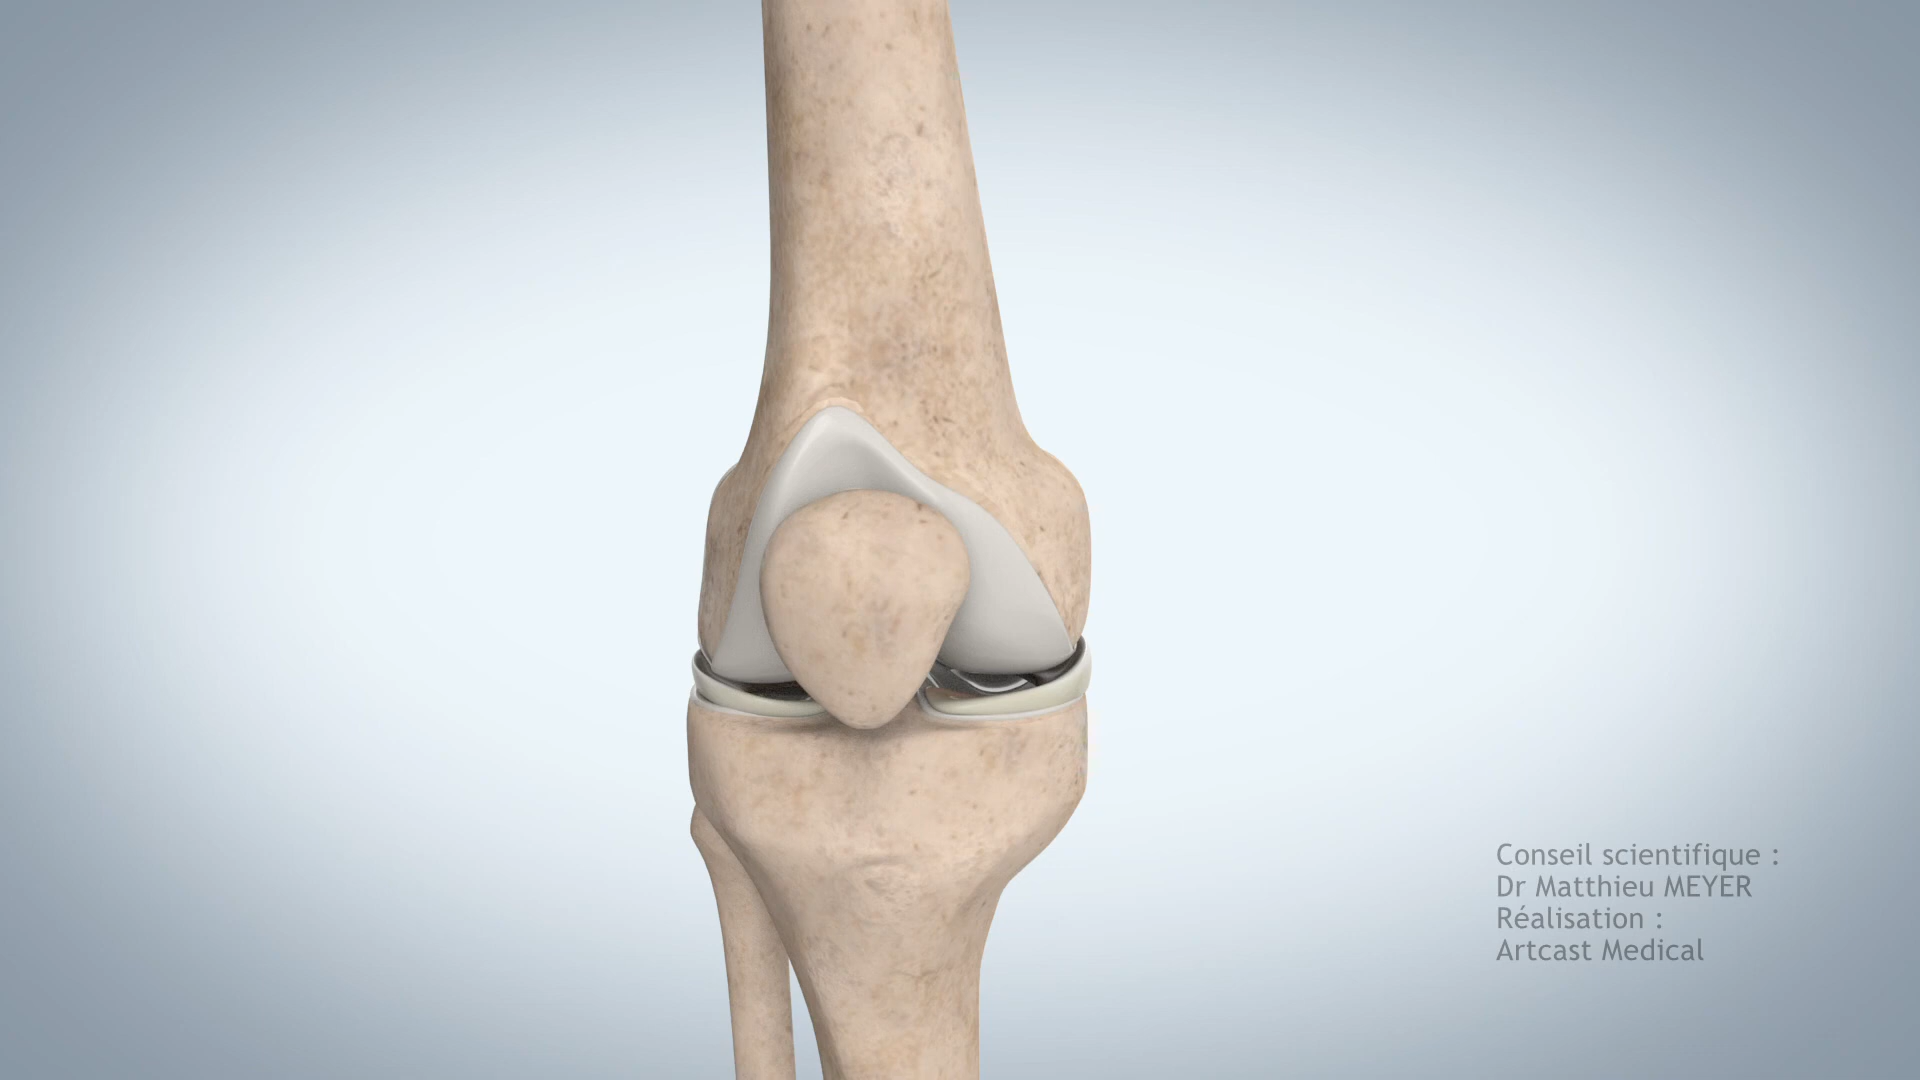 Conseil scientifique :
Dr Matthieu MEYER
Réalisation :
Artcast Medical